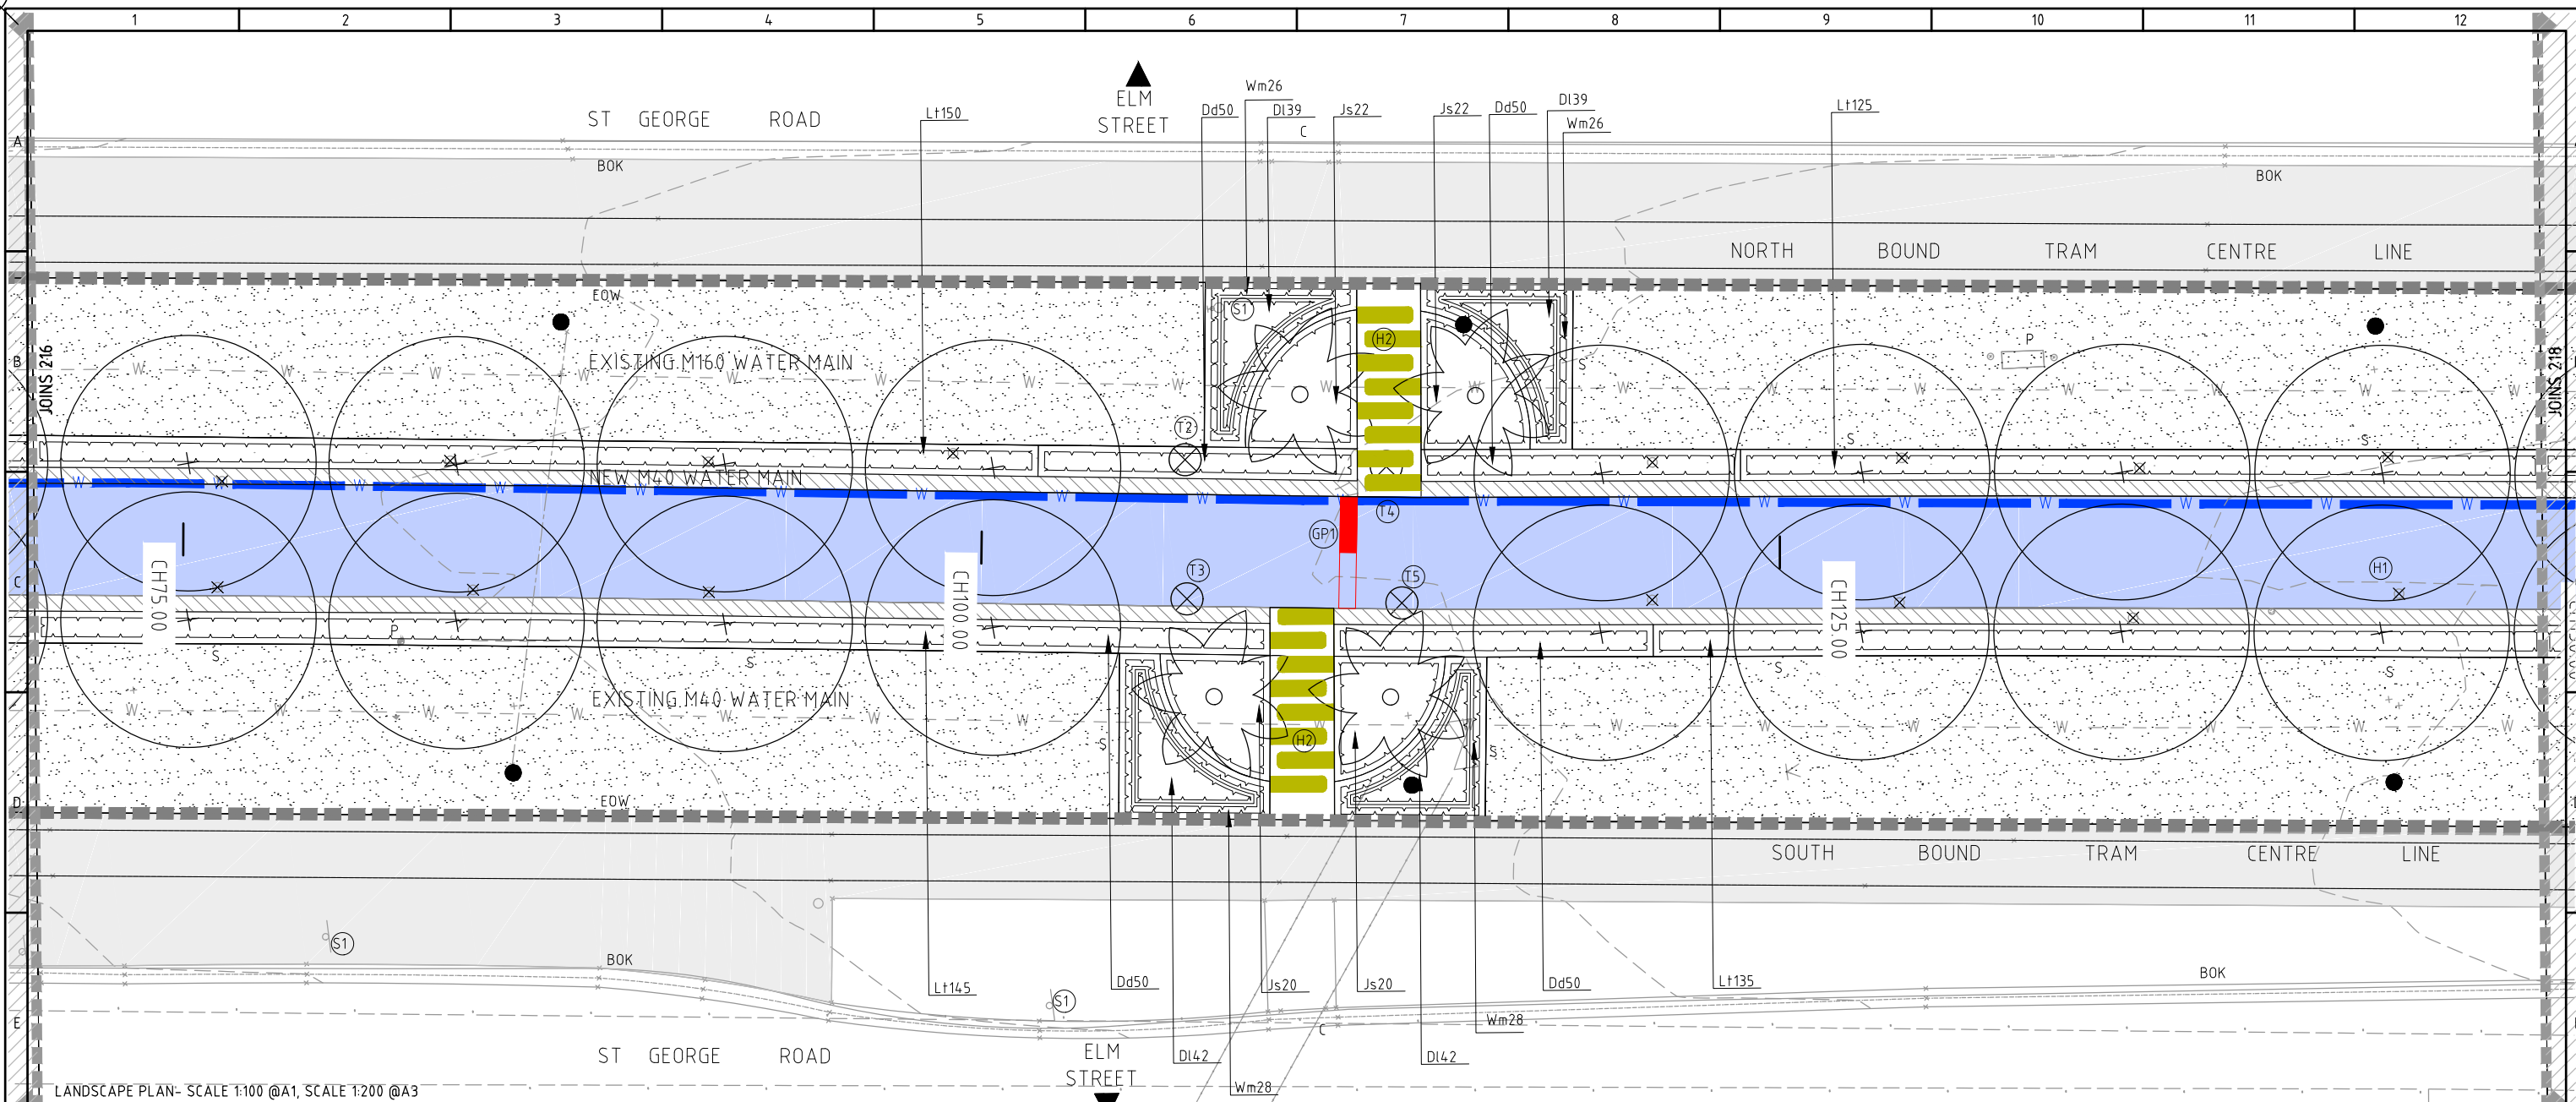 1 2 3 4 5 6 7 8 9 10 11 12
ELM
STREET
ST GEORGE ROAD
Lt150
Dd50
Wm26
Dl39
C
Js22
Js22
Dd50
Dl39
Wm26
Lt125
A
BOK
BOK
NORTH BOUND TRAM CENTRE LINE
EOW
S1
H2
B
JOINS 216
EXISTING M160 WATER MAIN
W W W W W W W W W W W W W W W W
S
P
JOINS 218
T2
S
S
NEW M40 WATER MAIN
W W W W W W W W W W W W W W W W
T4
GP1
C
CH75.00
CH100.00
T3
T5
CH125.00
H1
P
S
S
S
S
EXISTING M40 WATER MAIN
W W W W W W W W W W W W W W W
S
H2
S
D
EOW
SOUTH BOUND TRAM CENTRE LINE
S1
BOK
BOK
Lt145
Dd50
Js20
Js20
Dd50
Lt135
S1
E
C
Wm28
ST GEORGE ROAD
ELM
STREET
Dl42
Dl42
Wm28
LANDSCAPE PLAN- SCALE 1:100 @A1, SCALE 1:200 @A3